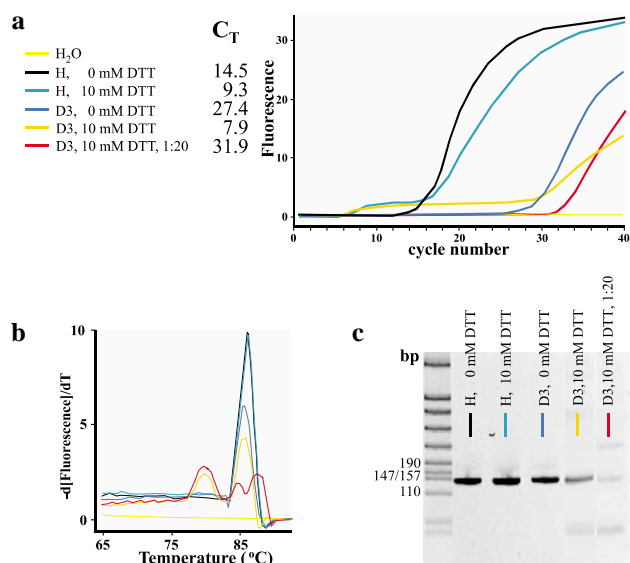 a
C_T
H₂O
H, 0 mM DTT 14.5
H, 10 mM DTT 9.3
D3, 0 mM DTT 27.4
D3, 10 mM DTT 7.9
D3, 10 mM DTT, 1:20 31.9
Fluorescence
30
20
10
0
0 10 20 30 40
cycle number
b
-d[Fluorescence]/dT
10
5
0
65 75 85
Temperature (°C)
c
bp
H, 0 mM DTT
H, 10 mM DTT
D3, 0 mM DTT
D3,10 mM DTT
D3,10 mM DTT, 1:20
190
147/157
110